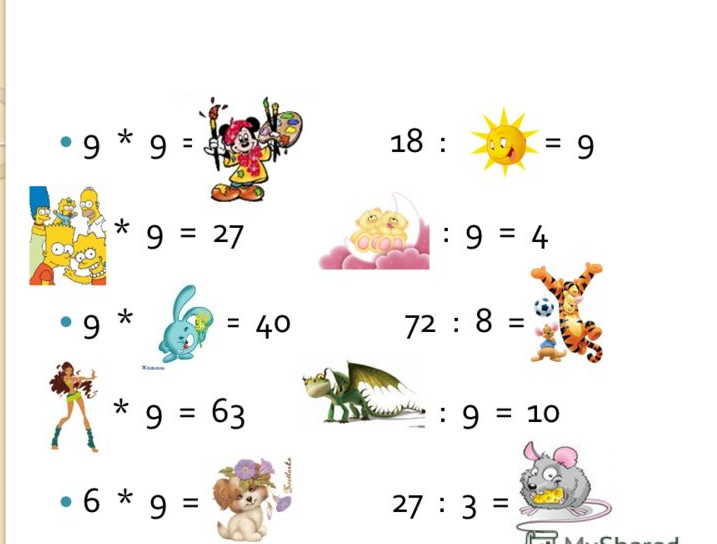 • 9 * 9 =
18 : = 9
* 9 = 27
: 9 = 4
• 9 * = 40
72 : 8 =
* 9 = 63
: 9 = 10
• 6 * 9 =
27 : 3 =
MyShared